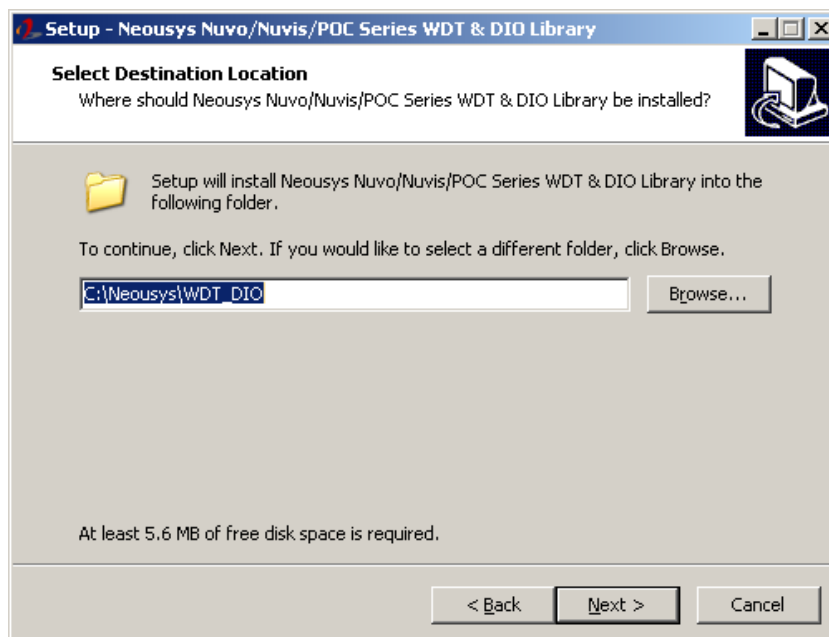 Setup - Neousys Nuvo/Nuvis/POC Series WDT & DIO Library
Select Destination Location
Where should Neousys Nuvo/Nuvis/POC Series WDT & DIO Library be installed?
Setup will install Neousys Nuvo/Nuvis/POC Series WDT & DIO Library into the
following folder.
To continue, click Next. If you would like to select a different folder, click Browse.
C:\Neousys\WDT_DIO
Browse...
At least 5.6 MB of free disk space is required.
< Back
Next >
Cancel